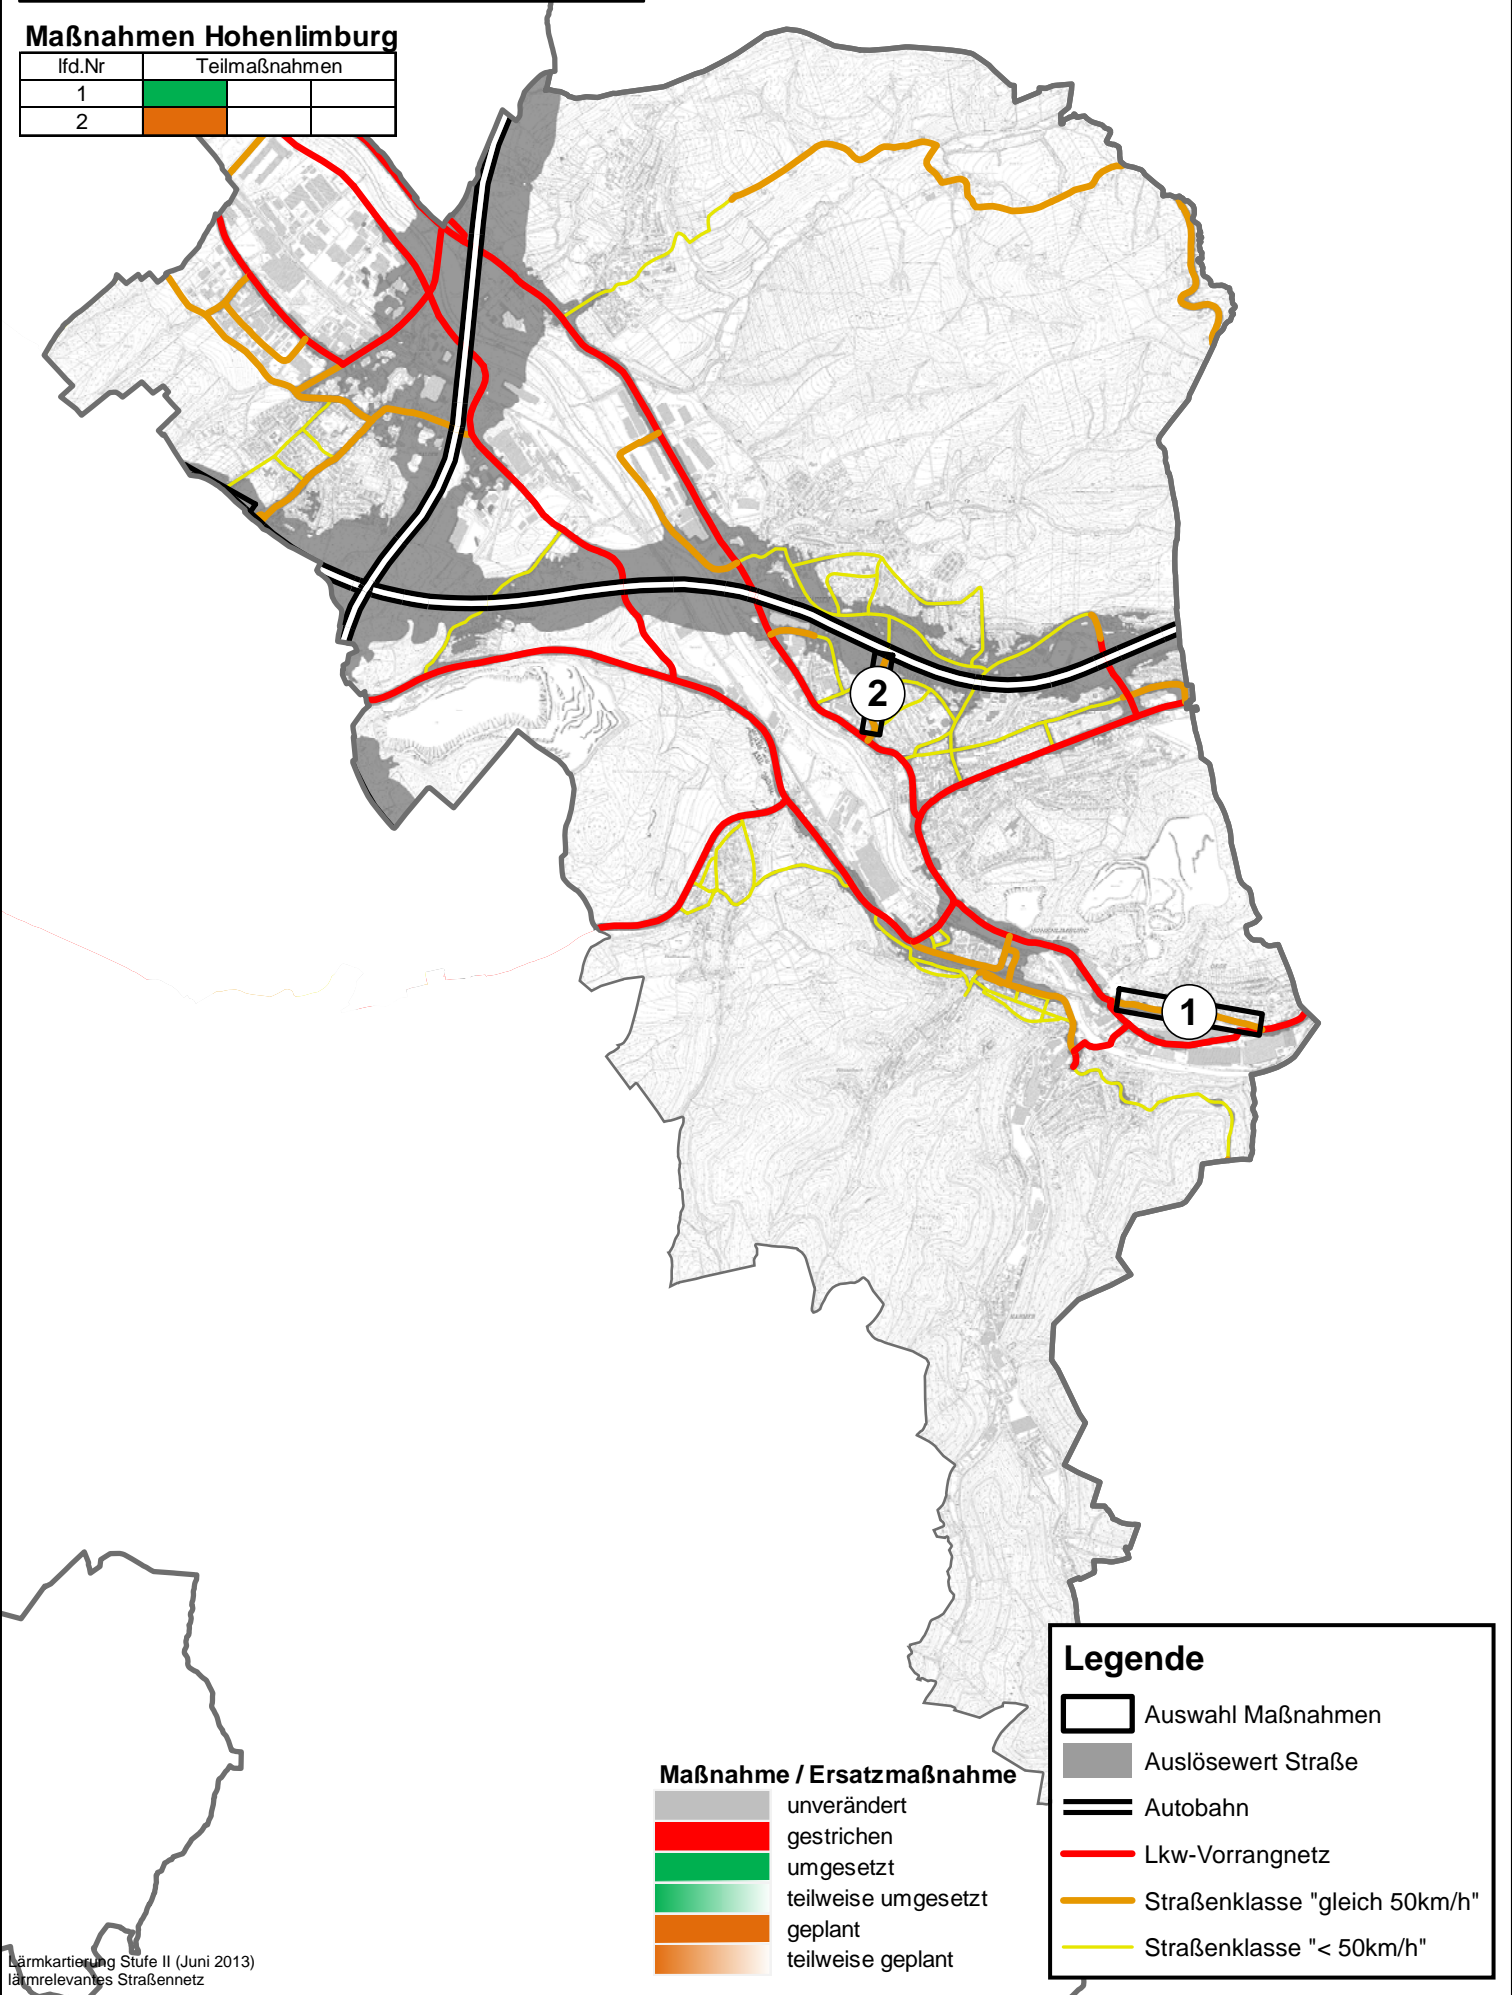 Maßnahmen Hohenlimburg
lfd.Nr Teilmaßnahmen
1
2
2
HOHENLIMBURG
1
Legende
Auswahl Maßnahmen
Auslösewert Straße
Autobahn
Lkw-Vorrangnetz
Straßenklasse "gleich 50km/h"
Straßenklasse "< 50km/h"
Maßnahme / Ersatzmaßnahme
unverändert
gestrichen
umgesetzt
teilweise umgesetzt
geplant
teilweise geplant
Lärmkartierung Stufe II (Juni 2013)
lärmrelevantes Straßennetz